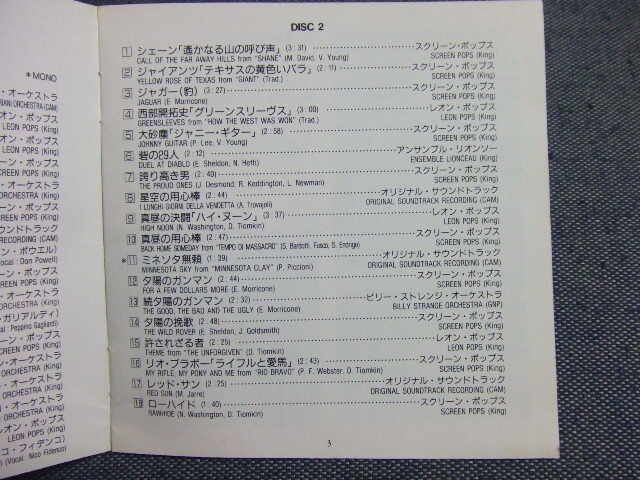 DISC 2
* MONO
1 シェーン「遙かなる山の呼び声」 (3:31) スクリーン・ポップス
CALL OF THE FAR AWAY HILLS from "SHANE" (M. David, V. Young) SCREEN POPS (King)
2 ジャイアンツ「テキサスの黄色いバラ」 (2:11) スクリーン・ポップス
YELLOW ROSE OF TEXAS from "GIANT" (Trad.) SCREEN POPS (King)
3 ジャガー(豹) (3:27) スクリーン・ポップス
JAGUAR (E. Morricone) SCREEN POPS (King)
4 西部開拓史「グリーンスリーヴス」 (3:00) レオン・ポップス
GREENSLEEVES from "HOW THE WEST WAS WON" (Trad.) LEON POPS (King)
5 大砂塵「ジャニー・ギター」 (2:58) スクリーン・ポップス
JOHNNY GUITAR (P. Lee, V. Young) SCREEN POPS (King)
6 砦の29人 (2:12) アンサンブル・リオンソー
DUEL AT DIABLO (E. Sheldon, N. Hefti) ENSEMBLE LIONCEAU (King)
7 誇り高き男 (2:40) スクリーン・ポップス
THE PROUD ONES (J. Desmond, R. Keddington, L. Newman) SCREEN POPS (King)
8 星空の用心棒 (2:44) オリジナル・サウンドトラック
I LUNGHI GIORNI DELLA VENDETTA (A. Trovajoli) ORIGINAL SOUNDTRACK RECORDING (CAM)
9 真昼の決闘「ハイ・ヌーン」 (3:37) レオン・ポップス
HIGH NOON (N. Washington, D. Tiomkin) LEON POPS (King)
10 真昼の用心棒 (2:47) スクリーン・ポップス
BACK HOME SOMEDAY from "TEMPO DI MASSACRO" (S. Bardotti, Fusco, S. Endrigo) SCREEN POPS (King)
*11 ミネソタ無頼 (1:39) オリジナル・サウンドトラック
MINNESOTA SKY from "MINNESOTA CLAY" (P. Piccioni) ORIGINAL SOUNDTRACK RECORDING (CAM)
12 夕陽のガンマン (2:44) スクリーン・ポップス
FOR A FEW DOLLARS MORE (E. Morricone) SCREEN POPS (King)
13 続夕陽のガンマン (2:32) ビリー・ストレンジ・オーケストラ
THE GOOD, THE BAD AND THE UGLY (E. Morricone) BILLY STRANGE ORCHESTRA (GNP)
14 夕陽の挽歌 (2:48) スクリーン・ポップス
THE WILD ROVER (E. Sheldon, J. Goldsmith) SCREEN POPS (King)
15 許されざる者 (2:25) レオン・ポップス
THEME from "THE UNFORGIVEN" (D. Tiomkin) LEON POPS (King)
16 リオ・ブラボー「ライフルと愛馬」 (2:43) スクリーン・ポップス
MY RIFLE, MY PONY AND ME from "RIO BRAVO" (P. F. Webster, D. Tiomkin) SCREEN POPS (King)
17 レッド・サン (2:25) オリジナル・サウンドトラック
RED SUN (M. Jarre) ORIGINAL SOUNDTRACK RECORDING (CAM)
18 ローハイド (1:40) スクリーン・ポップス
RAWHIDE (N. Washington, D. Tiomkin) SCREEN POPS (King)
3